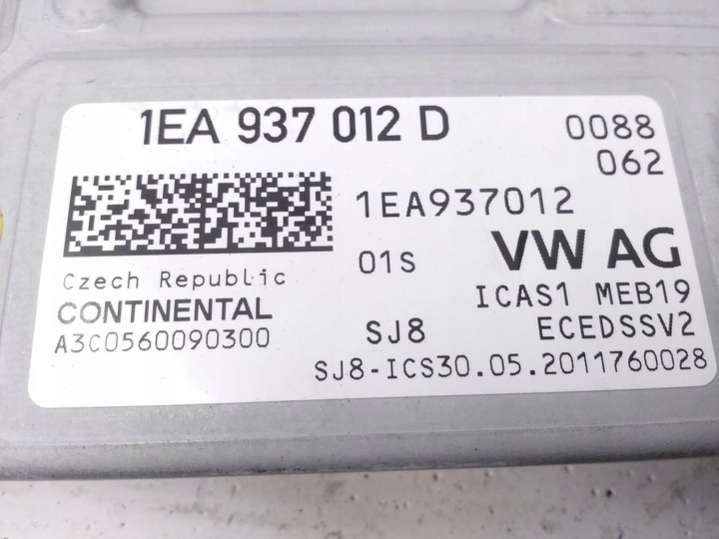 1EA 937 012 D 0088
062
1EA937012
01S VW AG
Czech Republic
CONTINENTAL ICAS1 MEB19
A3C0560090300 SJ8 ECEDSSV2
SJ8-ICS30.05.2011760028